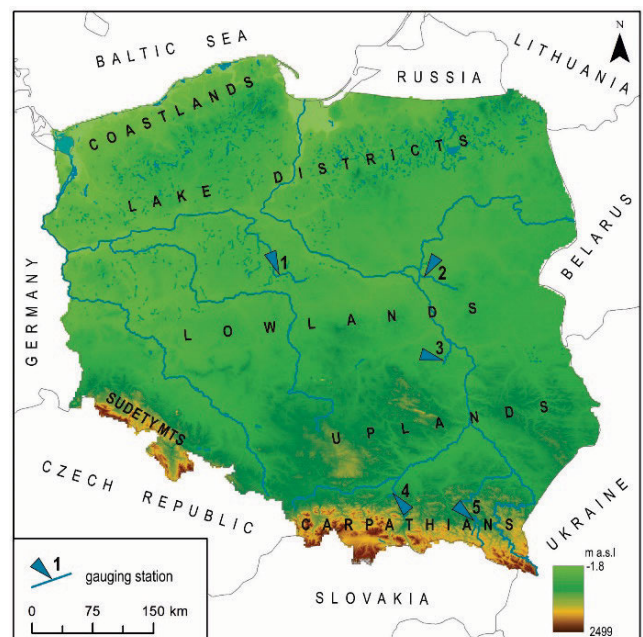 BALTIC SEA
LITHUANIA
N
RUSSIA
COASTLANDS
LAKE DISTRICTS
BELARUS
1
2
GERMANY
LOWLANDS
3
SUDETY MTS
UPLANDS
CZECH REPUBLIC
4
5
CARPATHIANS
UKRAINE
SLOVAKIA
1
gauging station
0 75 150 km
m a.s.l
-1.8
2499